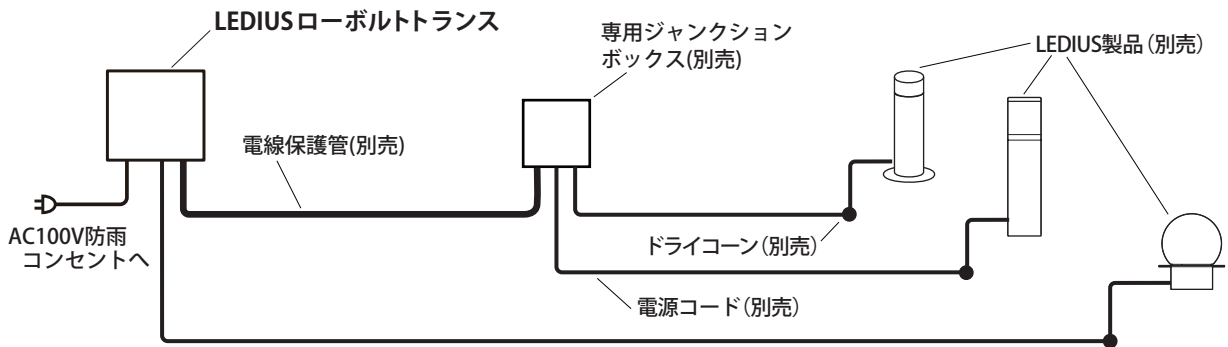 LEDIUSローボルトトランス
専用ジャンクション
ボックス(別売)
LEDIUS製品（別売）
電線保護管(別売)
AC100V防雨
コンセントへ
ドライコーン（別売）
電源コード（別売）